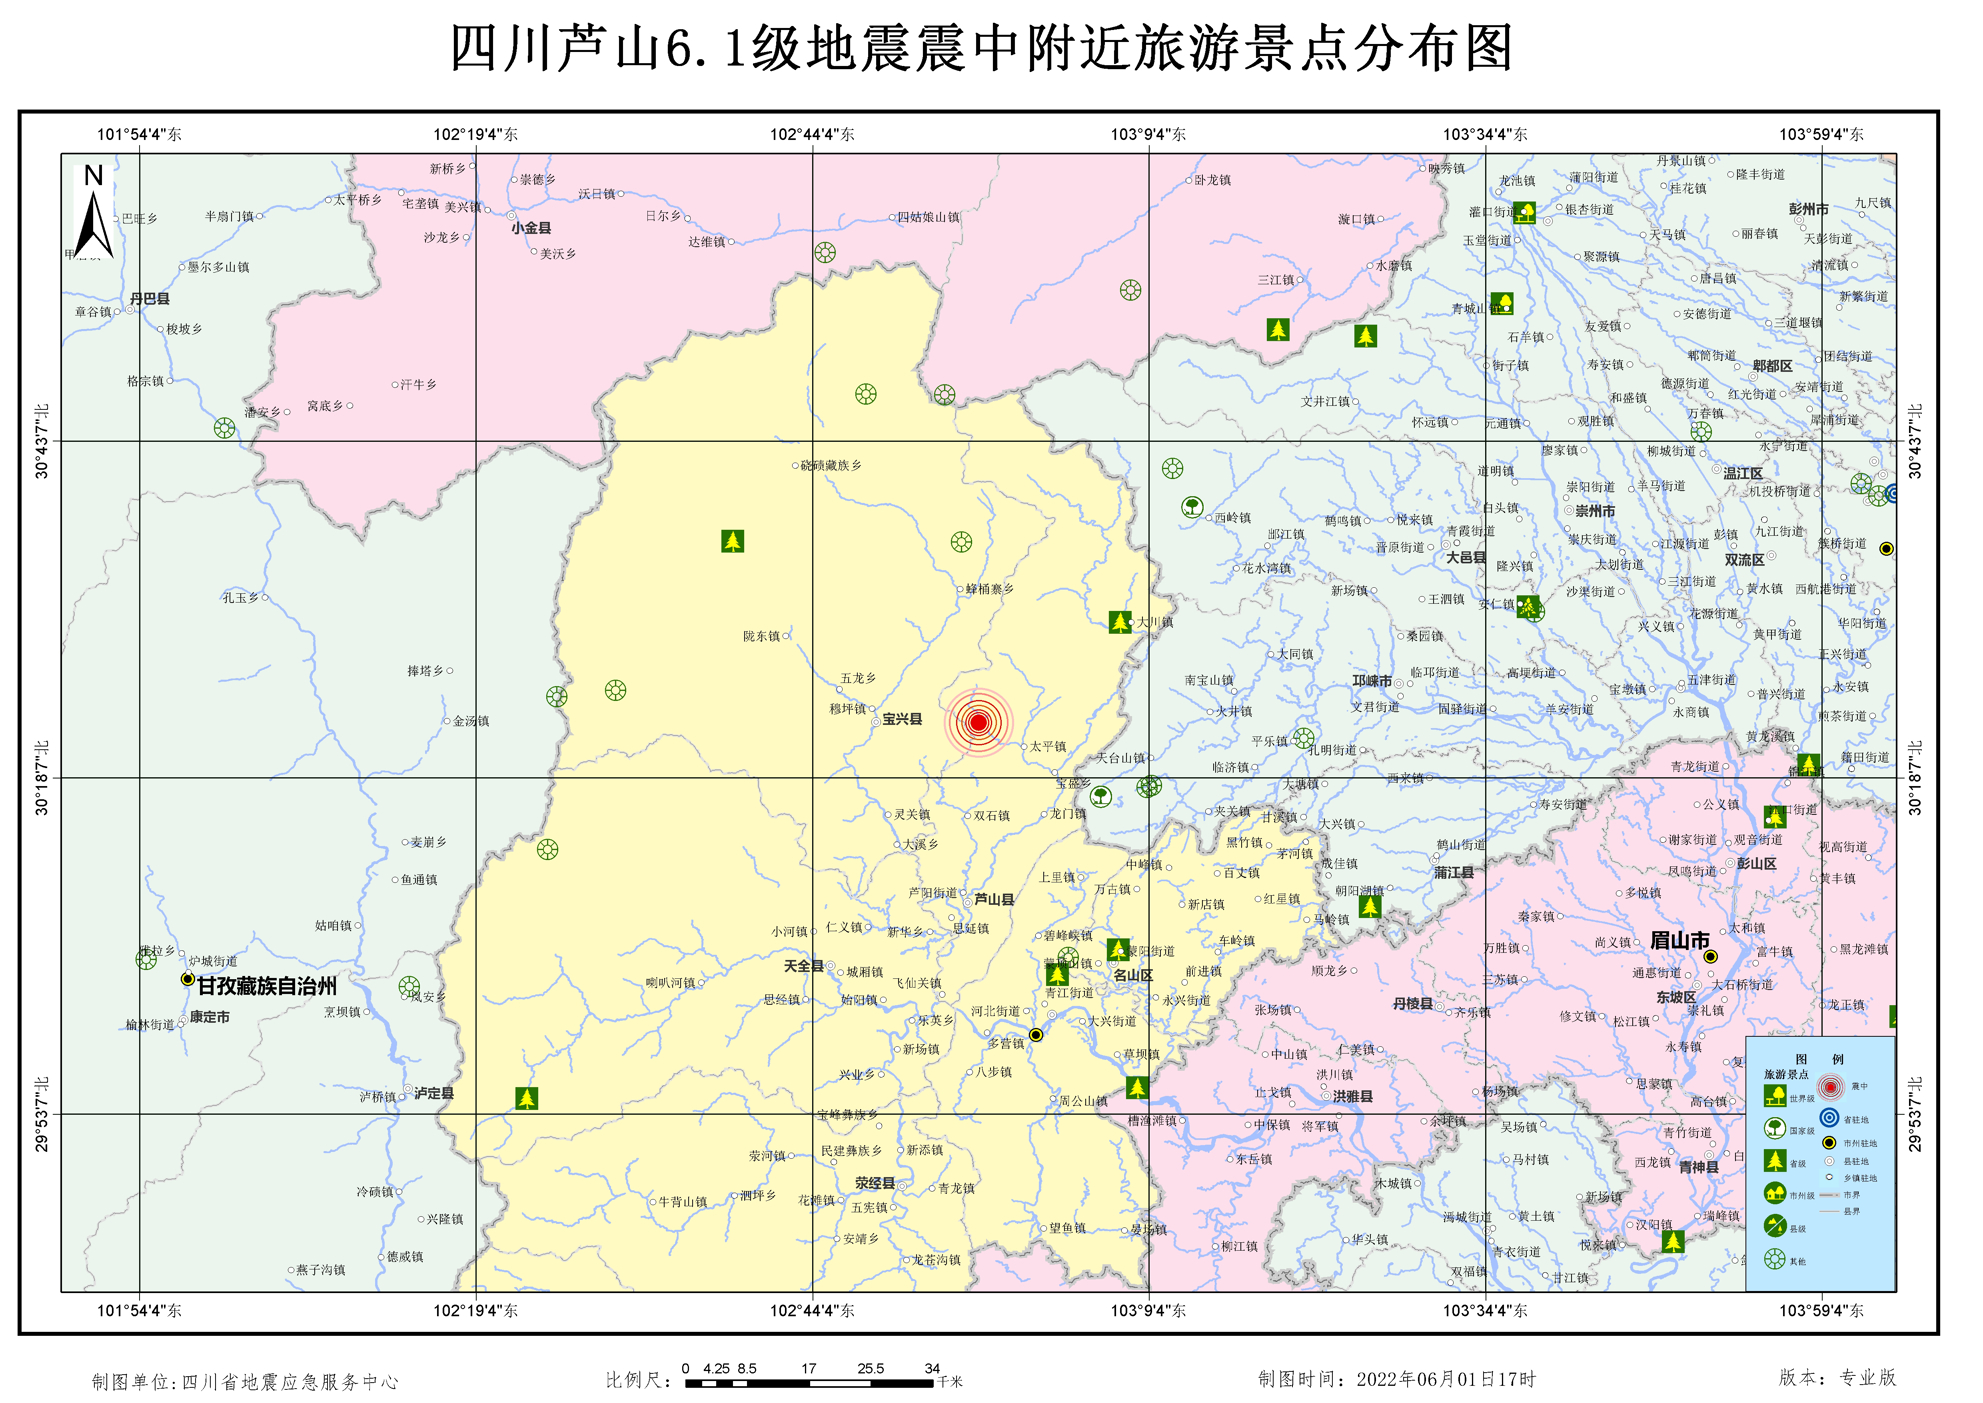 四川芦山6.1级地震震中附近旅游景点分布图
101°54'4"东
102°19'4"东
102°44'4"东
103°9'4"东
103°34'4"东
103°59'4"东
N
新桥乡
崇德乡
沃日镇
卧龙镇
映秀镇
龙池镇
蒲阳街道
丹景山镇
隆丰街道
桂花镇
巴旺乡
半扇门镇
太平桥乡
宅垄镇
美兴镇
小金县
日尔乡
四姑娘山镇
漩口镇
灌口街道
银杏街道
彭州市
九尺镇
沙龙乡
美沃乡
达维镇
玉堂街道
天马镇
丽春镇
天彭街道
墨尔多山镇
三江镇
水磨镇
聚源镇
唐昌镇
清流镇
丹巴县
章谷镇
梭坡乡
青城山镇
友爱镇
安德街道
三道堰镇
新繁街道
石羊镇
格宗镇
汗牛乡
街子镇
寿安镇
郫筒街道
郫都区
团结街道
潘安乡
窝底乡
文井江镇
和盛镇
德源街道
红光街道
安靖街道
怀远镇
元通镇
观胜镇
万春镇
犀浦街道
30°43'7"北
30°43'7"北
硗碛藏族乡
廖家镇
柳城街道
永宁街道
道明镇
温江区
西岭镇
鹤鸣镇
悦来镇
白头镇
崇阳街道
羊马街道
机投桥街道
崇州市
䢺江镇
青霞街道
晋原街道
大邑县
崇庆街道
江源街道
彭镇
九江街道
簇桥街道
双流区
花水湾镇
隆兴镇
大划街道
孔玉乡
蜂桶寨乡
新场镇
王泗镇
安仁镇
沙渠街道
三江街道
黄水镇
西航港街道
陇东镇
大川镇
桑园镇
兴义镇
花源街道
黄甲街道
华阳街道
捧塔乡
五龙乡
大同镇
临邛街道
高埂街道
正兴街道
金汤镇
穆坪镇
宝兴县
南宝山镇
邛崃市
宝墩镇
五津街道
普兴街道
永安镇
火井镇
文君街道
固驿街道
羊安街道
永商镇
煎茶街道
太平镇
天台山镇
平乐镇
孔明街道
黄龙溪镇
30°18'7"北
30°18'7"北
宝盛乡
临济镇
大塘镇
西来镇
青龙街道
籍田街道
灵关镇
双石镇
龙门镇
夹关镇
甘溪镇
大兴镇
寿安街道
公义镇
麦崩乡
大溪乡
中峰镇
黑竹镇
茅河镇
鹤山街道
谢家街道
观音街道
视高街道
鱼通镇
上里镇
万古镇
百丈镇
成佳镇
蒲江县
凤鸣街道
彭山区
黄丰镇
芦阳街道
芦山县
新店镇
红星镇
朝阳湖镇
多悦镇
姑咱镇
小河镇
仁义镇
新华乡
思延镇
碧峰峡镇
马岭镇
秦家镇
太和镇
雅拉乡
炉城街道
天全县
城厢镇
蒙阳街道
蒙顶山镇
名山区
车岭镇
万胜镇
尚义镇
眉山市
富牛镇
黑龙滩镇
甘孜藏族自治州
喇叭河镇
飞仙关镇
前进镇
顺龙乡
三苏镇
通惠街道
大石桥街道
岚安乡
思经镇
始阳镇
青江街道
永兴街道
丹棱县
齐乐镇
东坡区
龙正镇
康定市
榆林街道
烹坝镇
乐英乡
河北街道
大兴街道
张场镇
修文镇
松江镇
崇礼镇
新场镇
多营镇
草坝镇
中山镇
仁美镇
永寿镇
泸桥镇
泸定县
兴业乡
八步镇
洪川镇
洪雅县
止戈镇
杨场镇
思蒙镇
高台镇
29°53'7"北
29°53'7"北
宝峰彝族乡
周公山镇
槽渔滩镇
中保镇
将军镇
余坪镇
吴场镇
青竹街道
荥河镇
民建彝族乡
新添镇
东岳镇
马村镇
西龙镇
青神县
冷碛镇
牛背山镇
泗坪乡
花滩镇
荥经县
青龙镇
木城镇
新场镇
兴隆镇
五宪镇
望鱼镇
晏场镇
漹城街道
黄土镇
汉阳镇
瑞峰镇
德威镇
安靖乡
龙苍沟镇
柳江镇
华头镇
青衣街道
悦来镇
燕子沟镇
双福镇
甘江镇
图 例
旅游景点
世界级
国家级
省级
市州级
县级
其他
震中
省驻地
市州驻地
县驻地
乡镇驻地
市界
县界
101°54'4"东
102°19'4"东
102°44'4"东
103°9'4"东
103°34'4"东
103°59'4"东
制图单位:四川省地震应急服务中心
比例尺：
0 4.25 8.5 17 25.5 34
千米
制图时间：2022年06月01日17时
版本：专业版